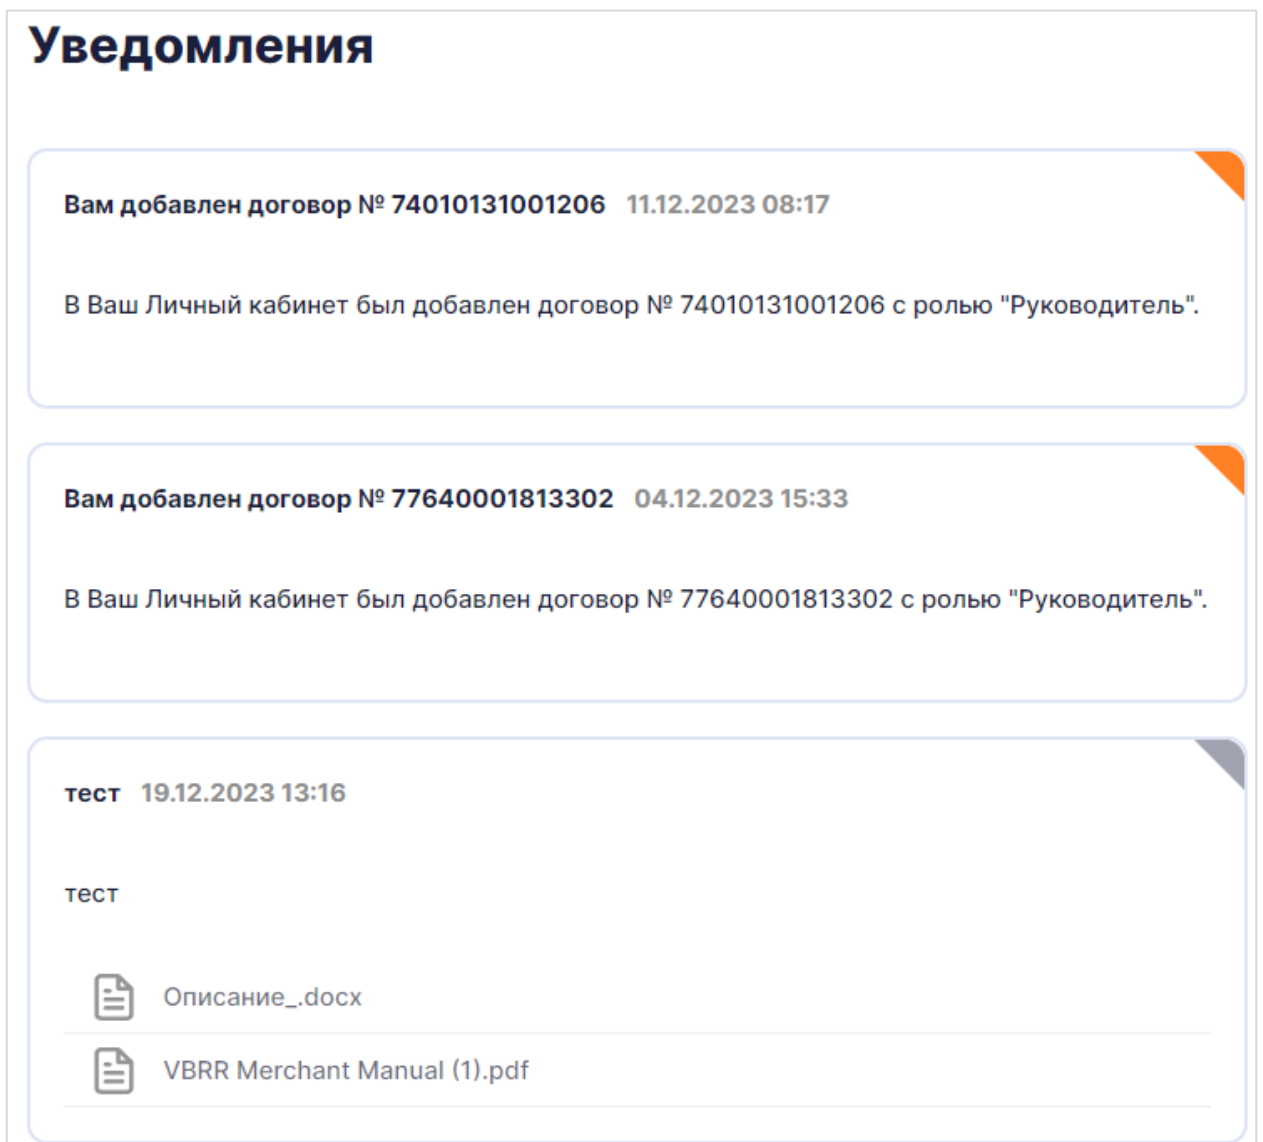 Уведомления
Вам добавлен договор № 74010131001206 11.12.2023 08:17
В Ваш Личный кабинет был добавлен договор № 74010131001206 с ролью "Руководитель".
Вам добавлен договор № 77640001813302 04.12.2023 15:33
В Ваш Личный кабинет был добавлен договор № 77640001813302 с ролью "Руководитель".
тест 19.12.2023 13:16
тест
Описание_.docx
VBRR Merchant Manual (1).pdf